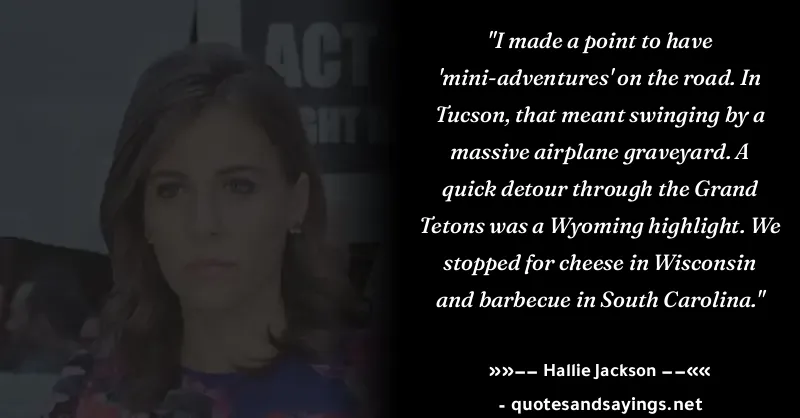 ACT
"I made a point to have
'mini-adventures' on the road. In
Tucson, that meant swinging by a
massive airplane graveyard. A
quick detour through the Grand
Tetons was a Wyoming highlight. We
stopped for cheese in Wisconsin
and barbecue in South Carolina."
»»–– Hallie Jackson ––««
- quotesandsayings.net